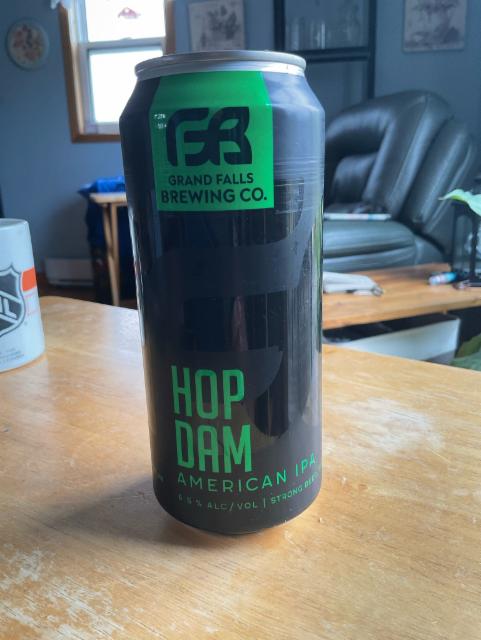 GRAND FALLS
BREWING CO.
HOP
DAM
AMERICAN IPA
6.5% ALC/VOL | STRONG BEER